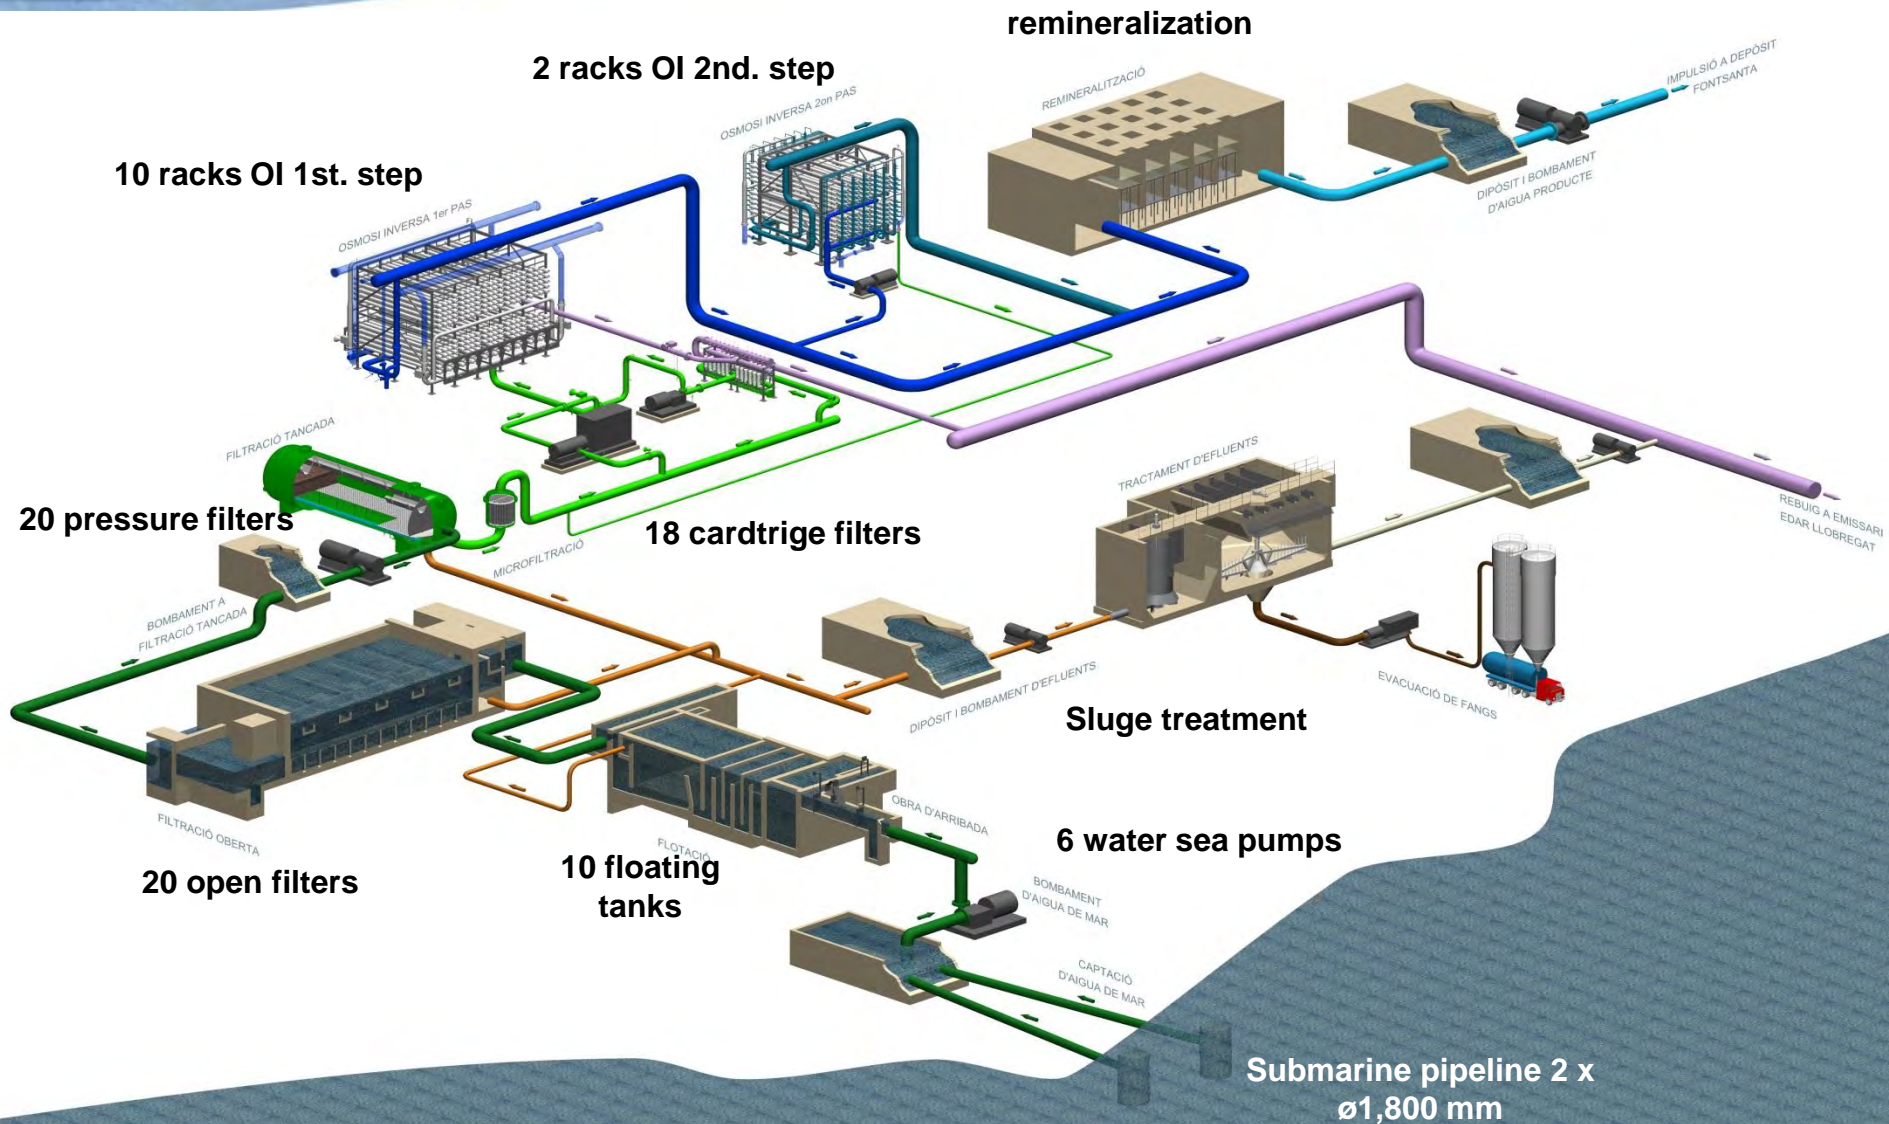 remineralization
2 racks OI 2nd. step
IMPULSIÓ A DEPÒSIT
FONTSANTA
REMINERALITZACIÓ
OSMOSI INVERSA 2on PAS
10 racks OI 1st. step
DIPÒSIT I BOMBAMENT
D'AIGUA PRODUCTE
OSMOSI INVERSA 1er PAS
FILTRACIÓ TANCADA
TRACTAMENT D'EFLUENTS
20 pressure filters
18 cardtrige filters
REBUIG A EMISSARI
EDAR LLOBREGAT
MICROFILTRACIÓ
BOMBAMENT A
FILTRACIÓ TANCADA
EVACUACIÓ DE FANGS
DIPÒSIT I BOMBAMENT D'EFLUENTS
Sluge treatment
OBRA D'ARRIBADA
FILTRACIÓ OBERTA
FLOTACIÓ
6 water sea pumps
20 open filters
10 floating
tanks
BOMBAMENT
D'AIGUA DE MAR
CAPTACIÓ
D'AIGUA DE MAR
Submarine pipeline 2 x
ø1,800 mm